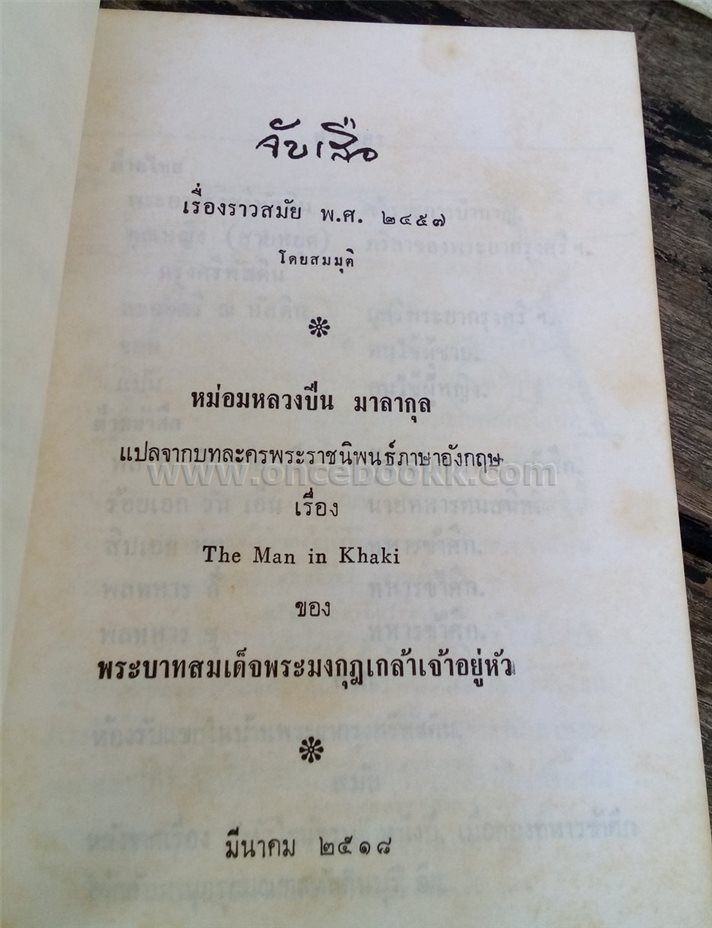 จับเสือ
เรื่องราวสมัย พ.ศ. ๒๔๕๗
โดยสมมุติ
หม่อมหลวงปิ่น มาลากุล
แปลจากบทละครพระราชนิพนธ์ภาษาอังกฤษ
www.oncebookk.com
เรื่อง
The Man in Khaki
ของ
พระบาทสมเด็จพระมงกุฎเกล้าเจ้าอยู่หัว
มีนาคม ๒๕๑๘